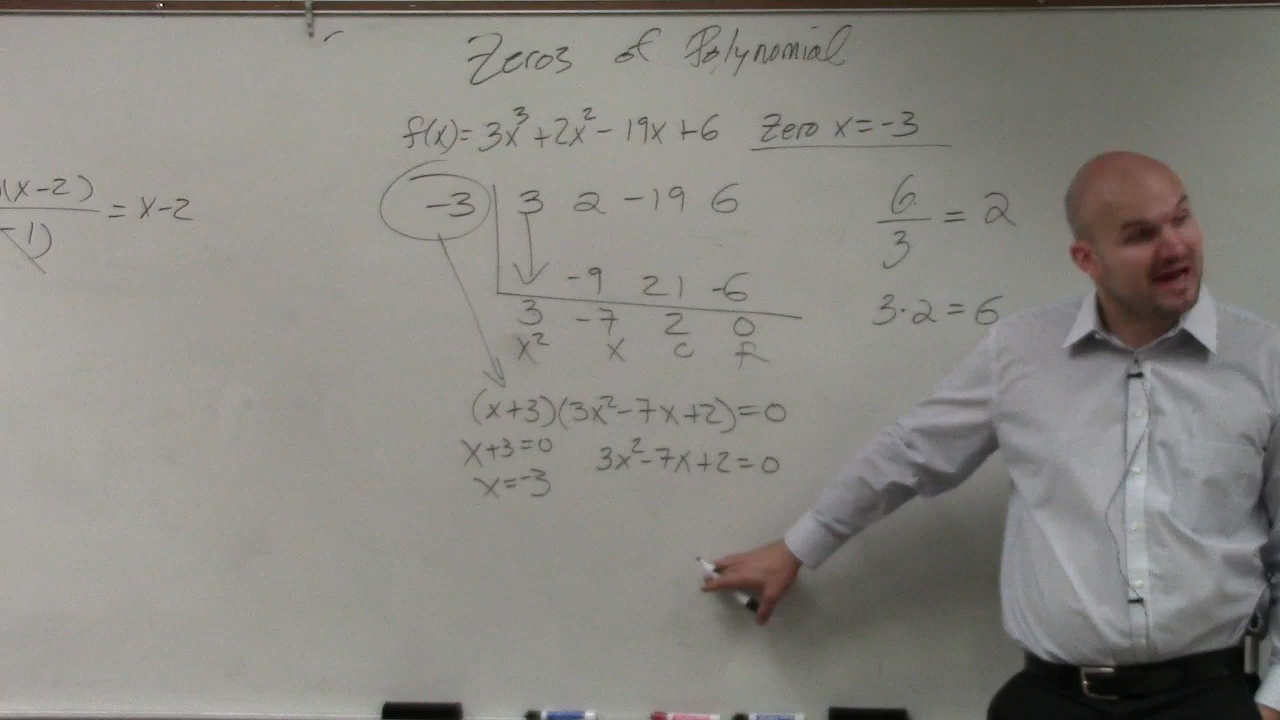 Zeros of Polynomial
f(x)= 3x³+2x²-19x+6 Zero x=-3
(x-2)
-1)
= x-2
-3 3 2 -19 6
-9 21 -6
3 -7 2 0
x² x c R
(x+3)(3x²-7x+2)=0
x+3=0 3x²-7x+2=0
x=-3
6
3
= 2
3·2=6